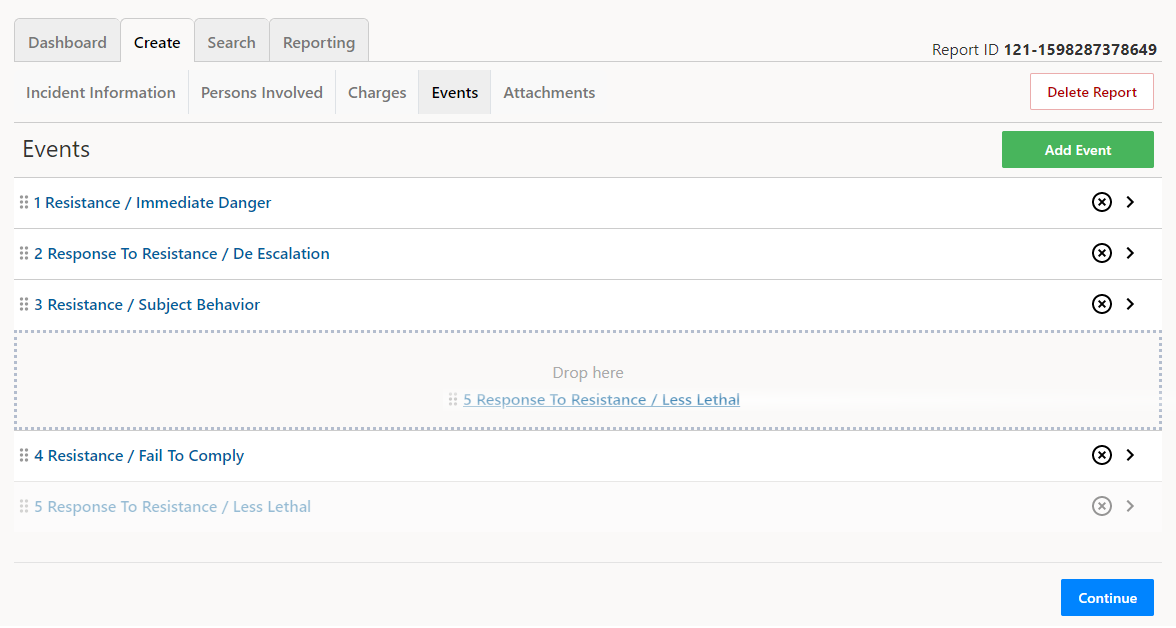 Dashboard Create Search Reporting
Report ID 121-1598287378649
Incident Information Persons Involved Charges Events Attachments
Delete Report
Events
Add Event
1 Resistance / Immediate Danger
2 Response To Resistance / De Escalation
3 Resistance / Subject Behavior
Drop here
5 Response To Resistance / Less Lethal
4 Resistance / Fail To Comply
5 Response To Resistance / Less Lethal
Continue